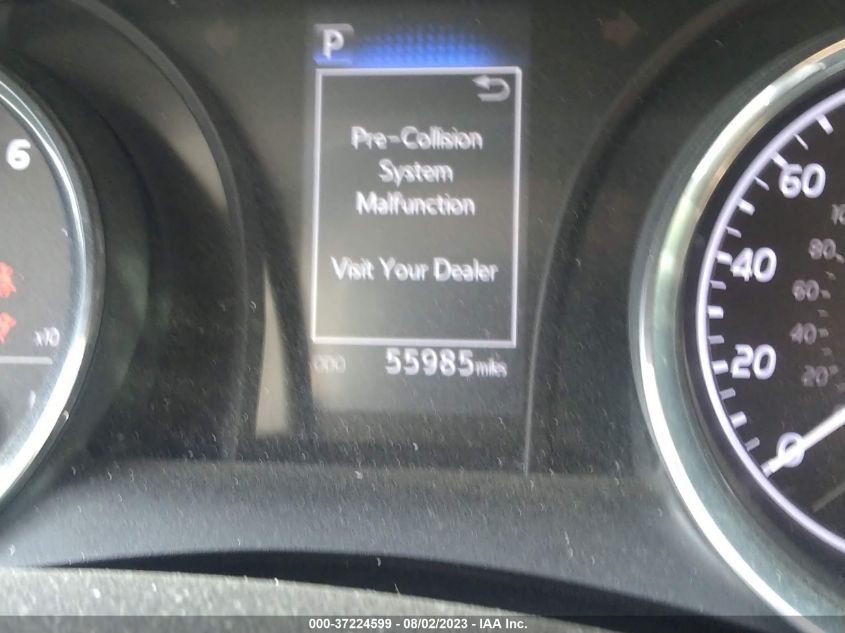 P
Pre-Collision
System
Malfunction
Visit Your Dealer
ODO 55985 miles
6
x10
60
40
20
0
80
60
40
20
000-37224599 - 08/02/2023 - IAA Inc.